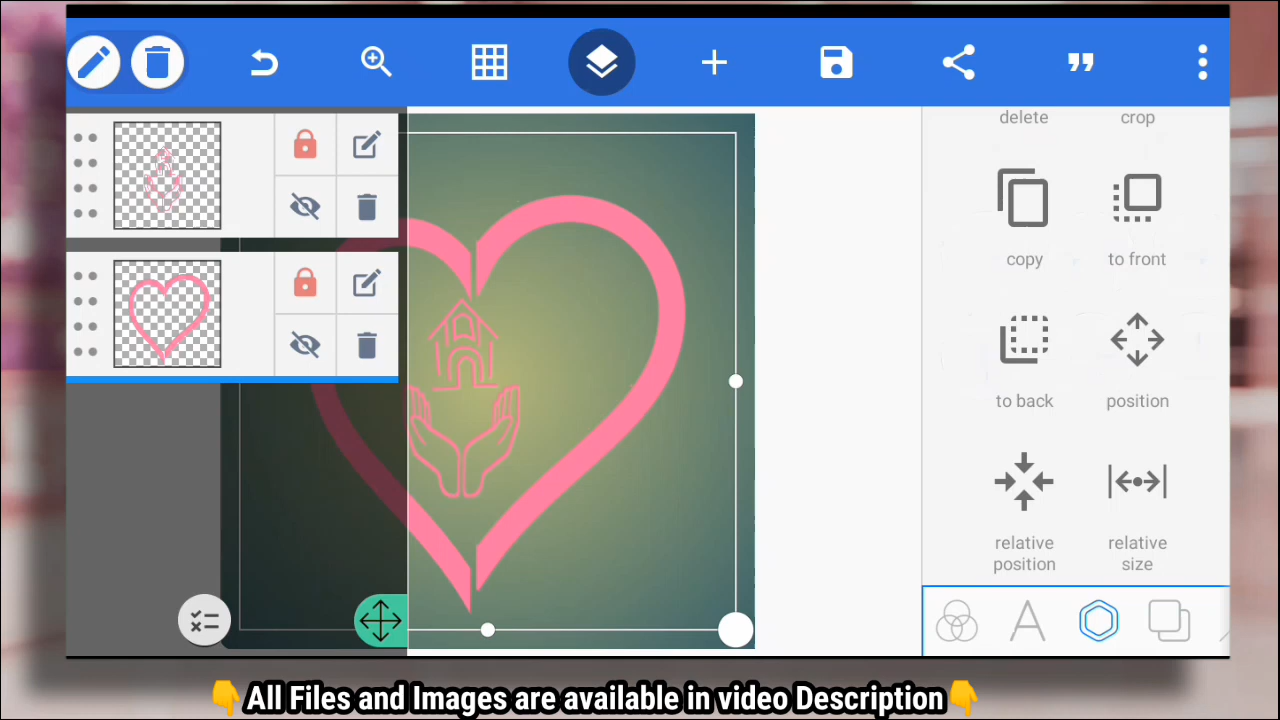 delete crop
copy to front
to back position
relative position relative size
👇All Files and Images are available in video Description👇